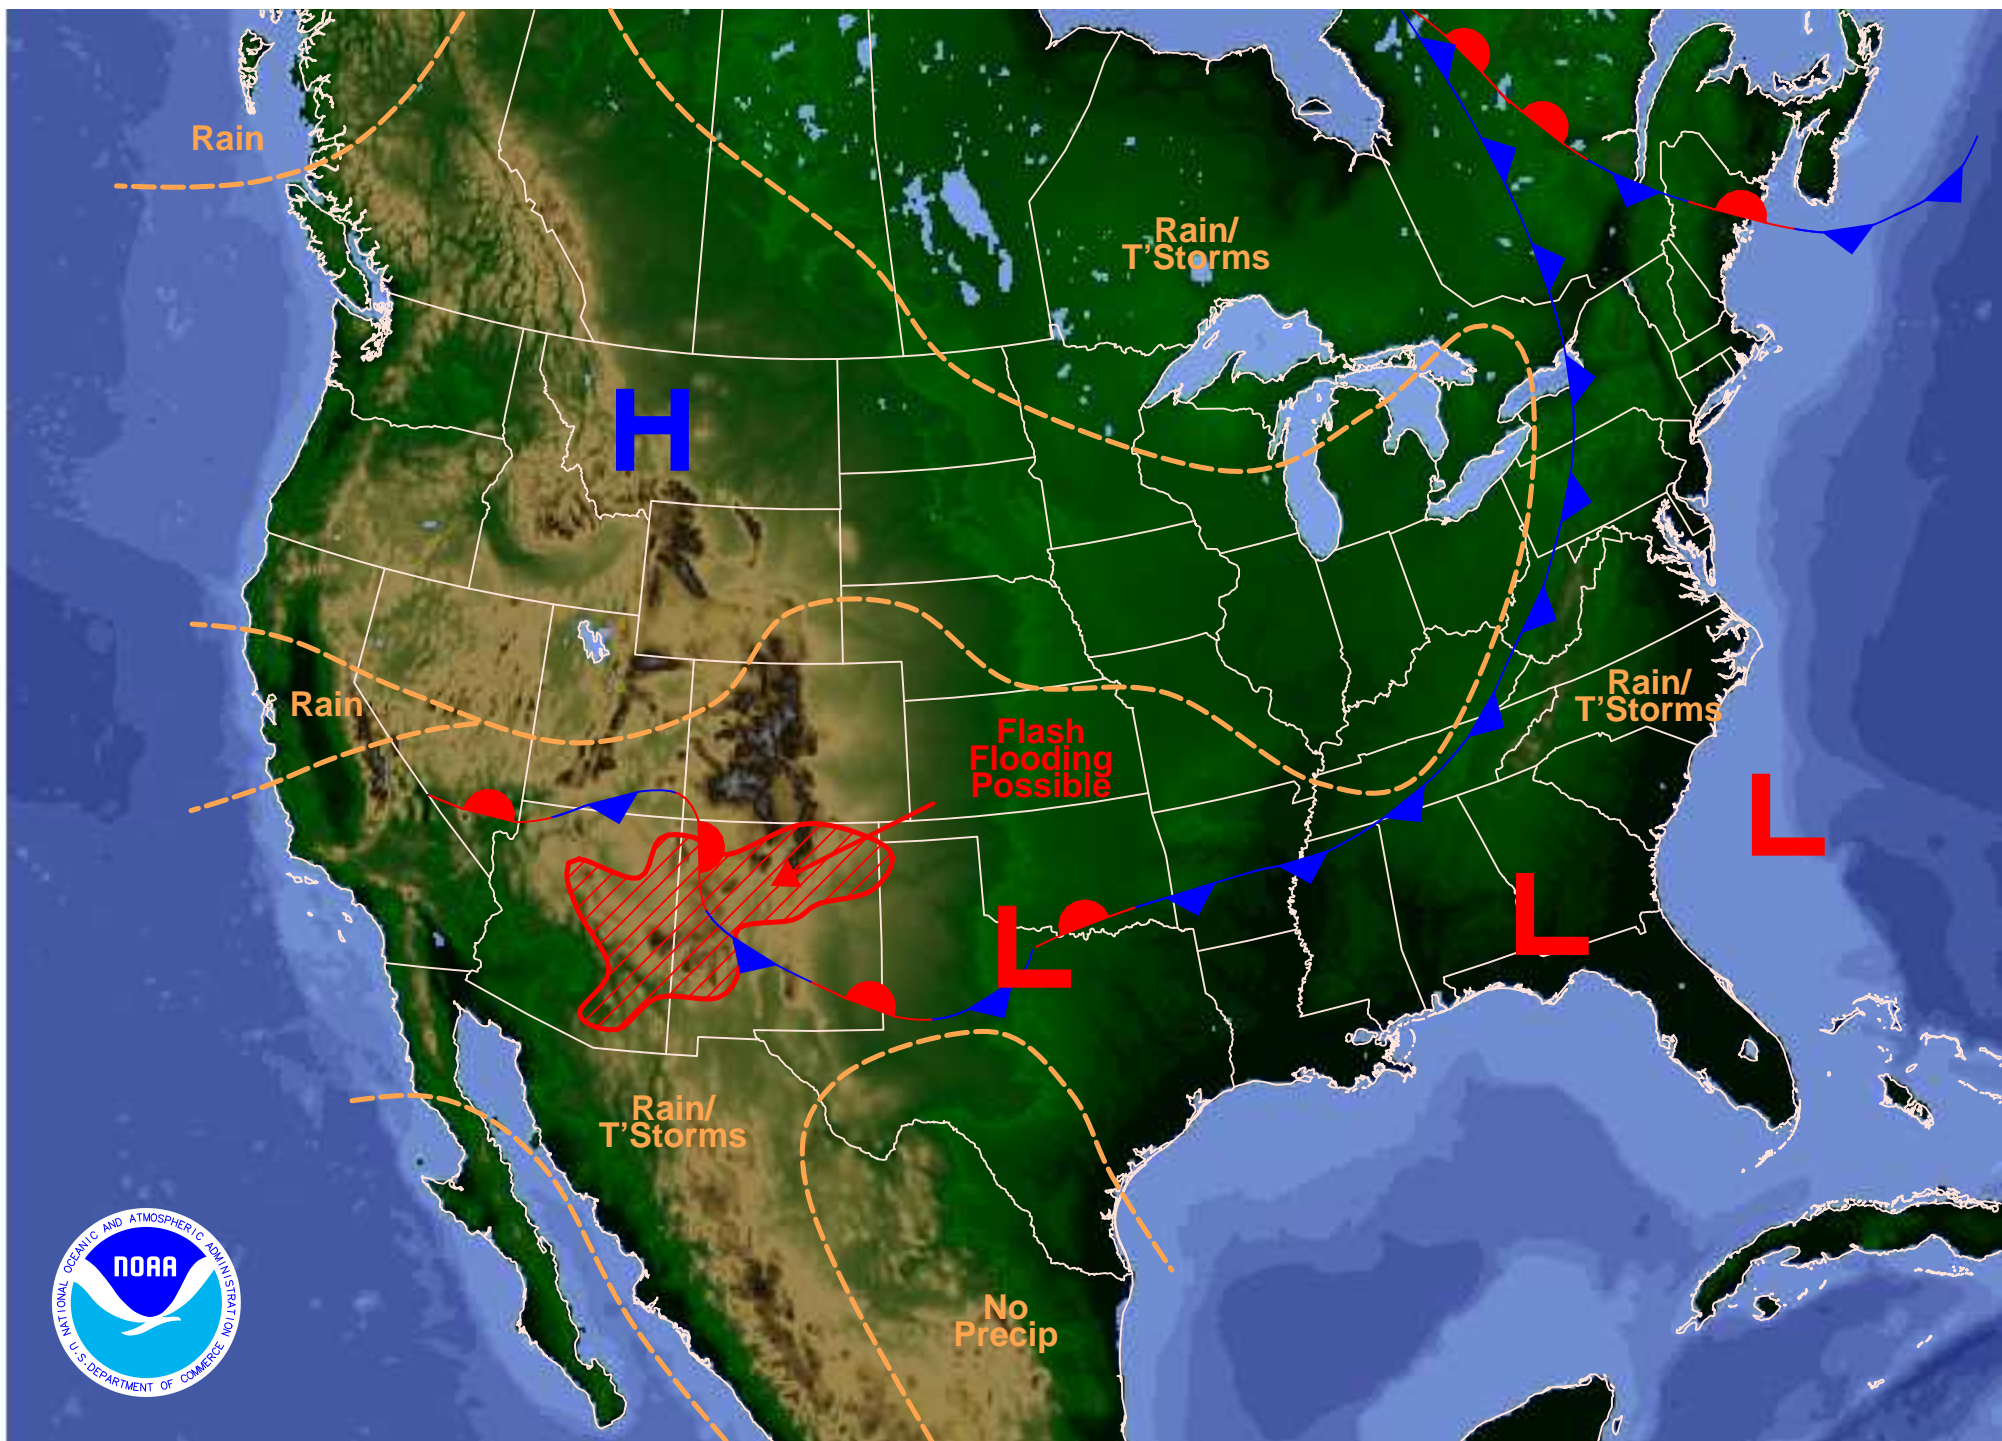 Rain
Rain/
T'Storms
H
Rain
Flash
Flooding
Possible
Rain/
T'Storms
L
L
L
Rain/
T'Storms
No
Precip
NATIONAL OCEANIC AND ATMOSPHERIC ADMINISTRATION
NOAA
U.S. DEPARTMENT OF COMMERCE